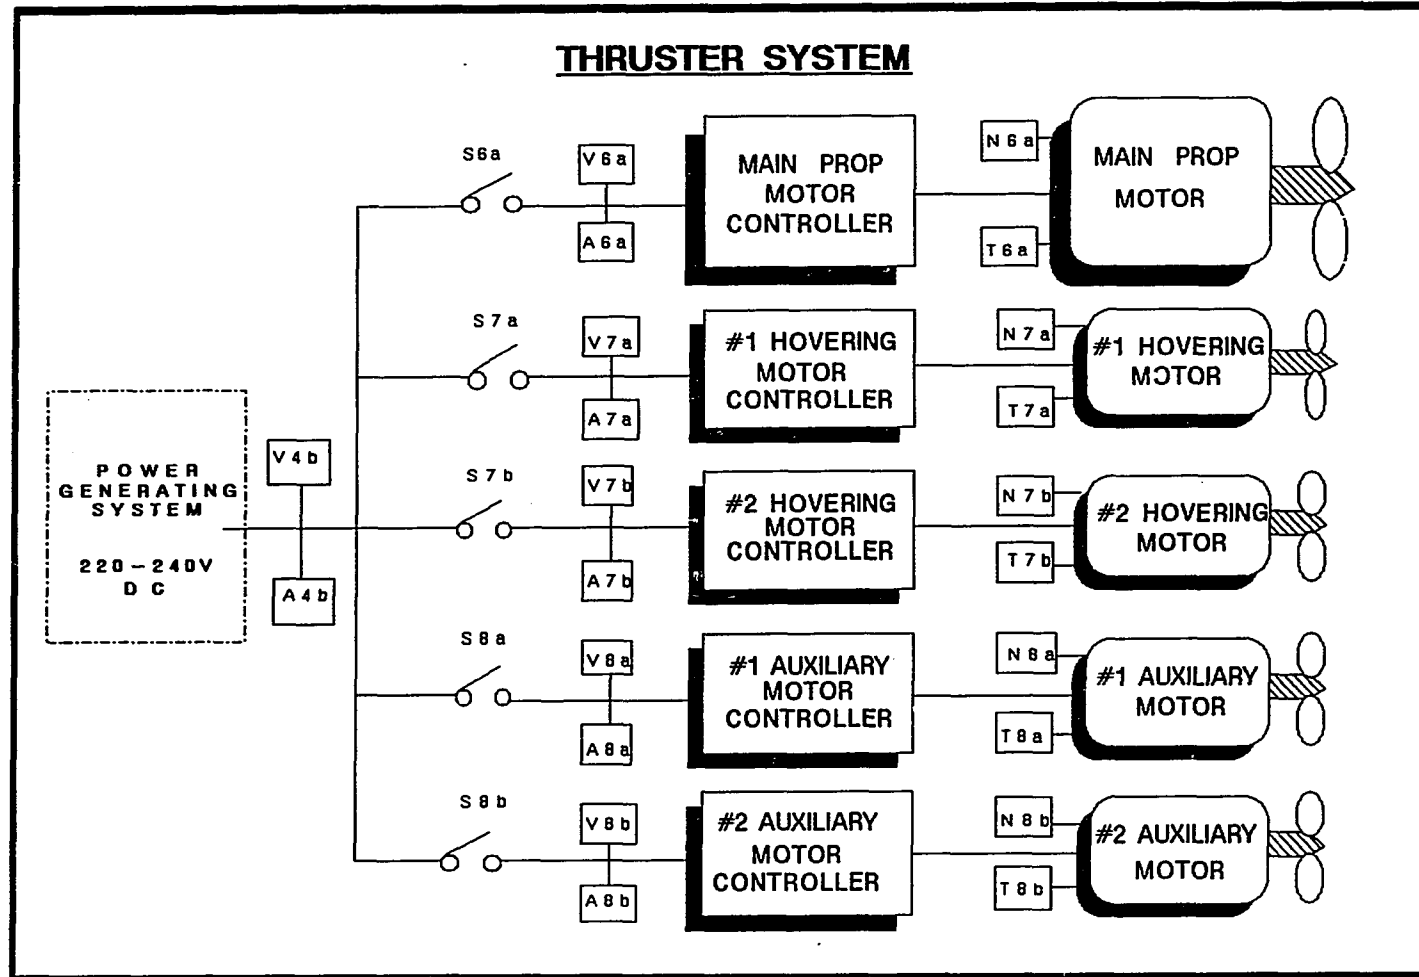 THRUSTER SYSTEM
S6a
V6a
A6a
MAIN PROP
MOTOR
CONTROLLER
N6a
T6a
MAIN PROP
MOTOR
S7a
V7a
A7a
#1 HOVERING
MOTOR
CONTROLLER
N7a
T7a
#1 HOVERING
MOTOR
POWER
GENERATING
SYSTEM
220-240V
DC
V4b
A4b
S7b
V7b
A7b
#2 HOVERING
MOTOR
CONTROLLER
N7b
T7b
#2 HOVERING
MOTOR
S8a
V8a
A8a
#1 AUXILIARY
MOTOR
CONTROLLER
N8a
T8a
#1 AUXILIARY
MOTOR
S8b
V8b
A8b
#2 AUXILIARY
MOTOR
CONTROLLER
N8b
T8b
#2 AUXILIARY
MOTOR